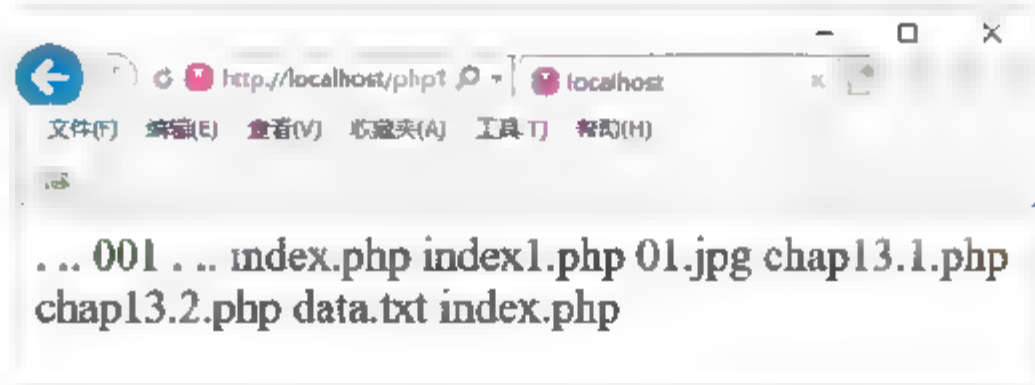 http://localhost/php1 localhost
文件(F) 编辑(E) 查看(V) 收藏夹(A) 工具(T) 帮助(H)
. .. 001 . .. index.php index1.php 01.jpg chap13.1.php
chap13.2.php data.txt index.php